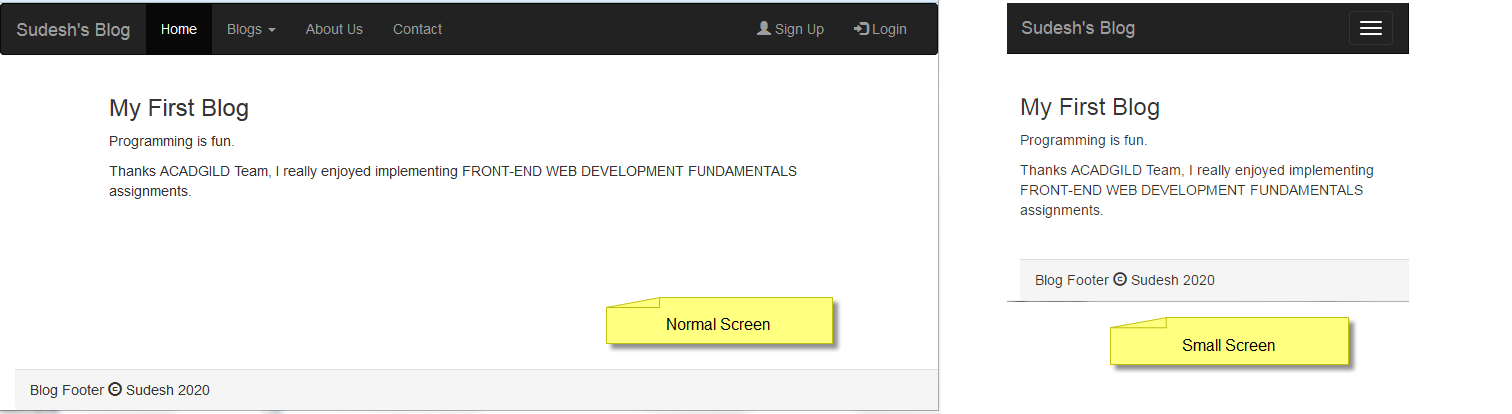 Sudesh's Blog Home Blogs About Us Contact Sign Up Login
My First Blog
Programming is fun.
Thanks ACADGILD Team, I really enjoyed implementing FRONT-END WEB DEVELOPMENT FUNDAMENTALS
assignments.
Normal Screen
Blog Footer © Sudesh 2020
Sudesh's Blog
My First Blog
Programming is fun.
Thanks ACADGILD Team, I really enjoyed implementing
FRONT-END WEB DEVELOPMENT FUNDAMENTALS
assignments.
Blog Footer © Sudesh 2020
Small Screen